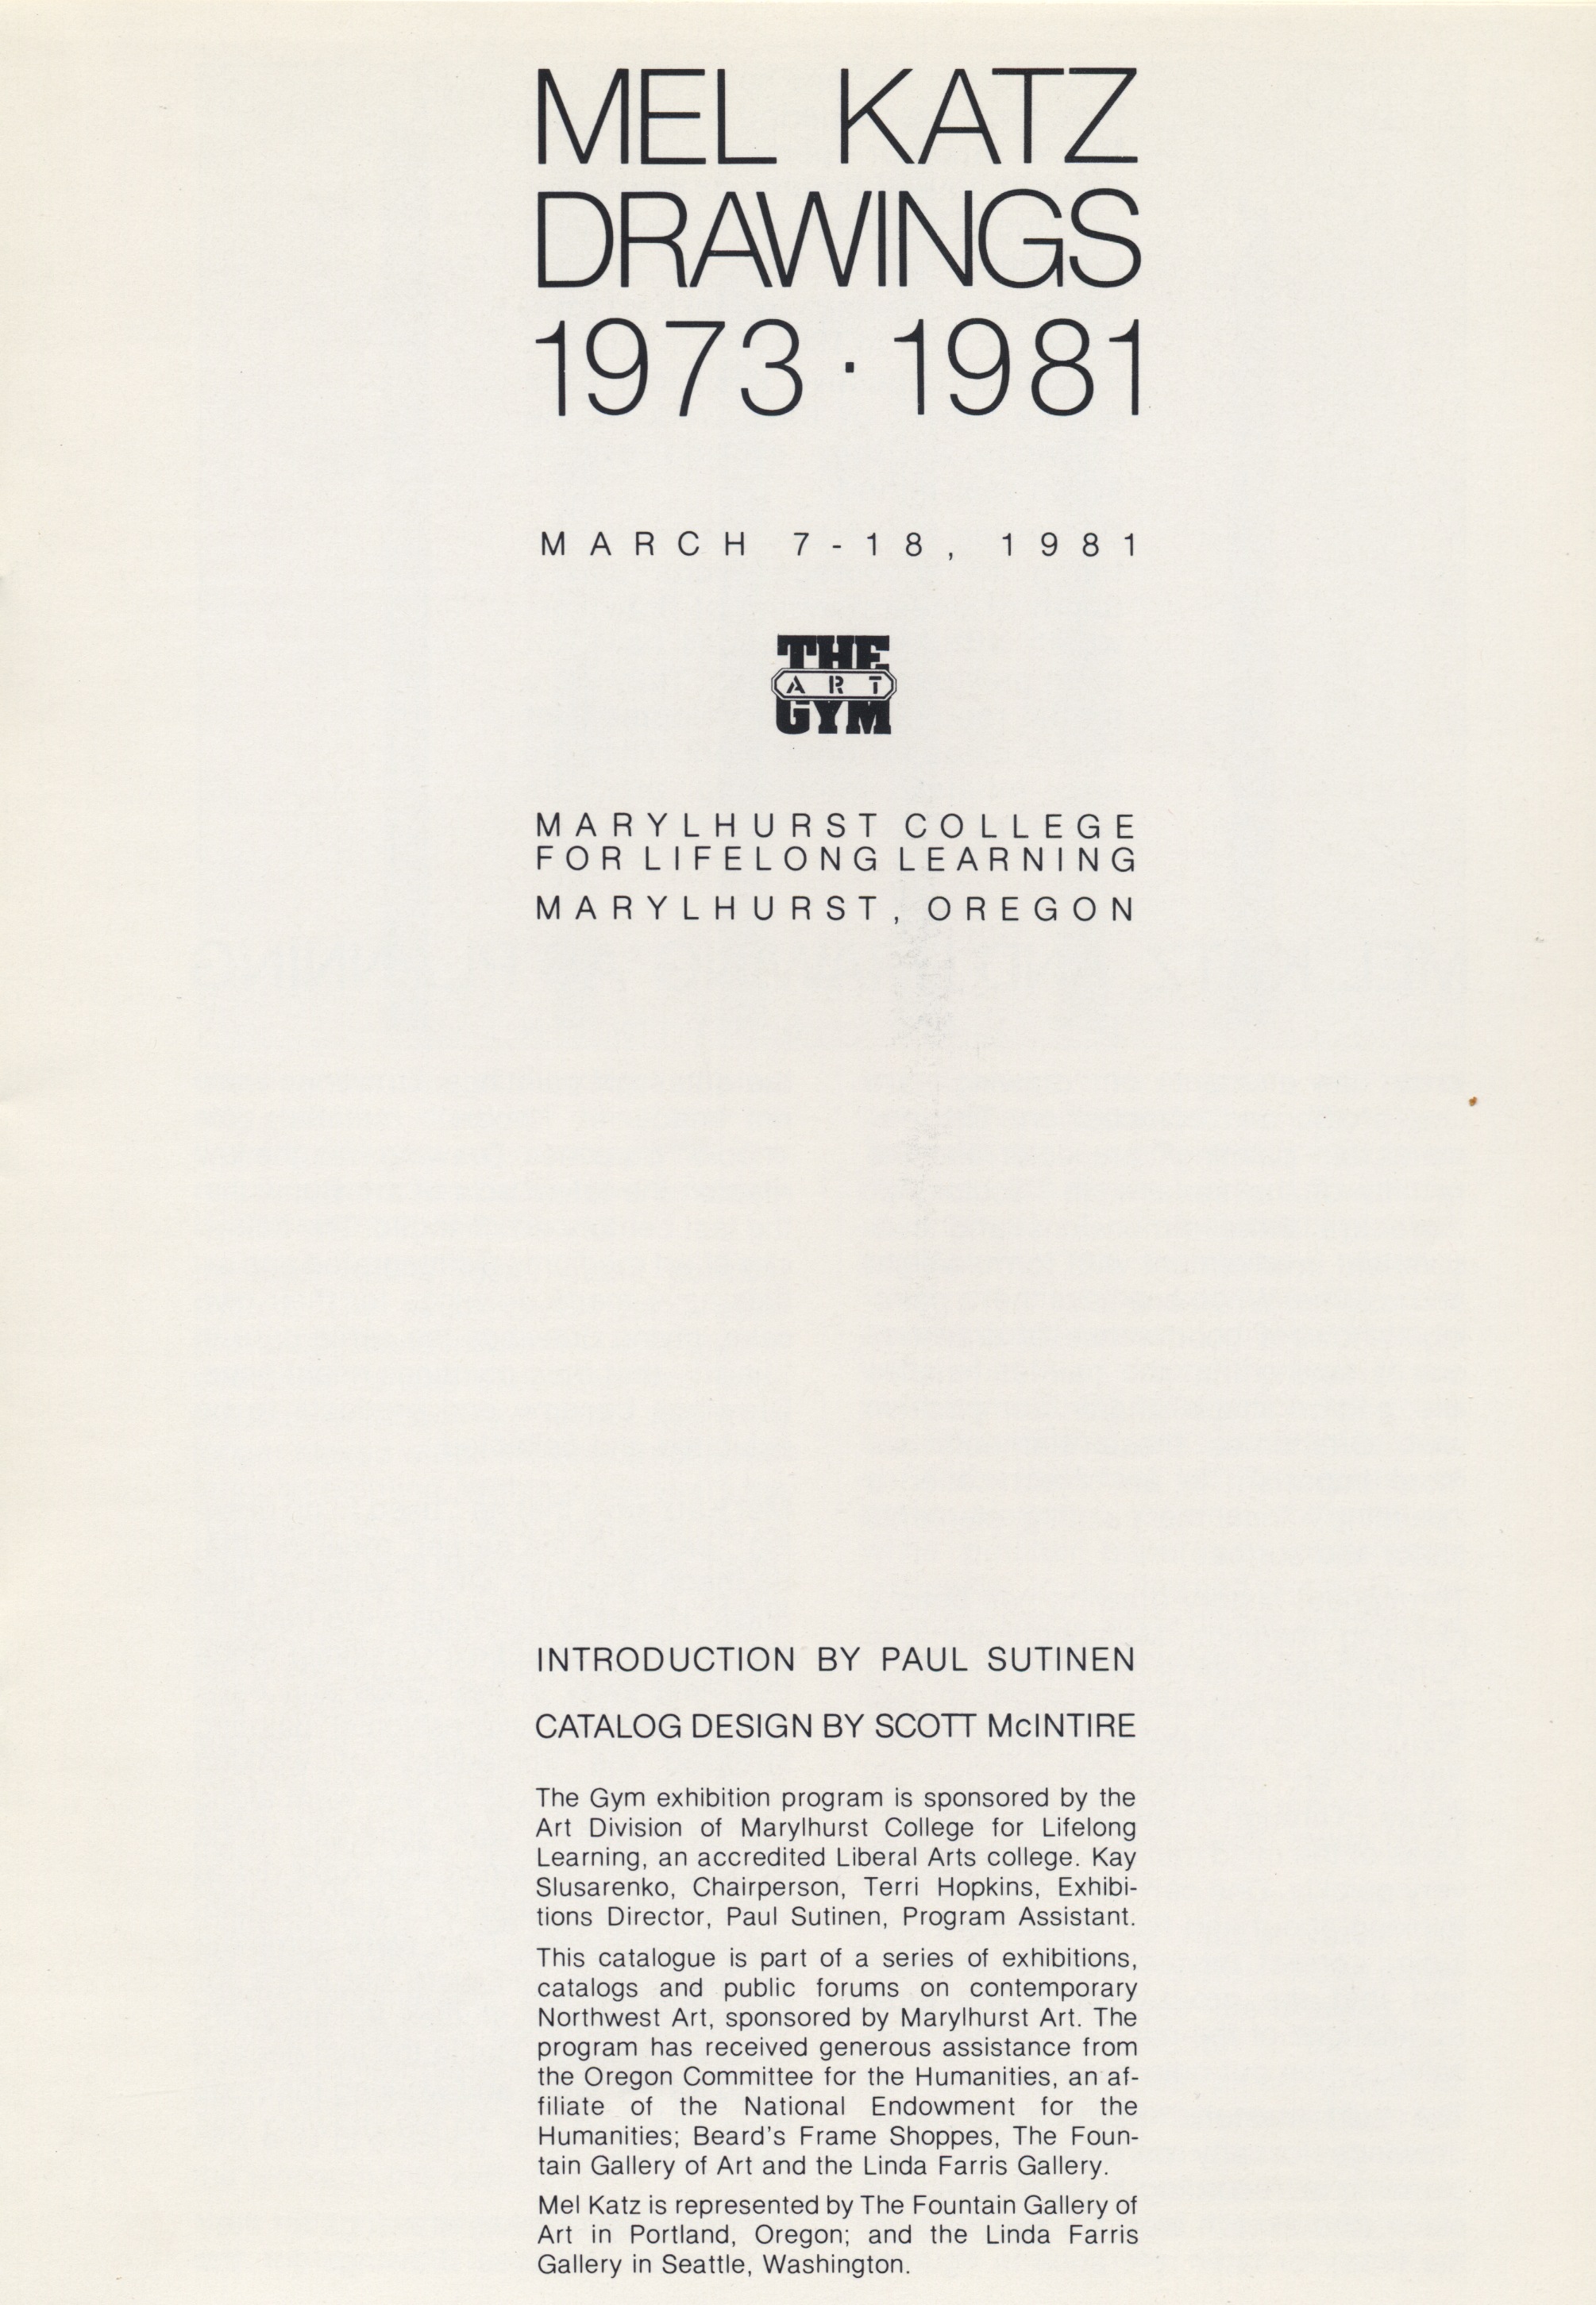 MEL KATZ
DRAWINGS
1973 · 1981
MARCH 7-18, 1981
THE
ART
GYM
MARYLHURST COLLEGE
FOR LIFELONG LEARNING
MARYLHURST, OREGON
INTRODUCTION BY PAUL SUTINEN
CATALOG DESIGN BY SCOTT McINTIRE
The Gym exhibition program is sponsored by the
Art Division of Marylhurst College for Lifelong
Learning, an accredited Liberal Arts college. Kay
Slusarenko, Chairperson, Terri Hopkins, Exhibi-
tions Director, Paul Sutinen, Program Assistant.
This catalogue is part of a series of exhibitions,
catalogs and public forums on contemporary
Northwest Art, sponsored by Marylhurst Art. The
program has received generous assistance from
the Oregon Committee for the Humanities, an af-
filiate of the National Endowment for the
Humanities; Beard's Frame Shoppes, The Foun-
tain Gallery of Art and the Linda Farris Gallery.
Mel Katz is represented by The Fountain Gallery of
Art in Portland, Oregon; and the Linda Farris
Gallery in Seattle, Washington.